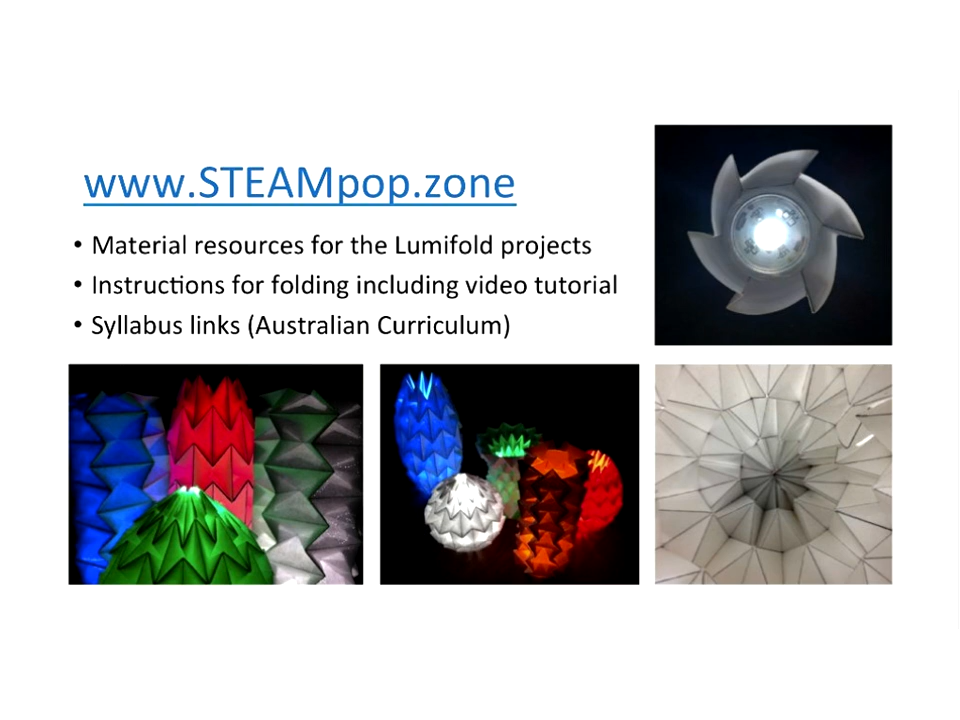 www.STEAMpop.zone
• Material resources for the Lumifold projects
• Instructions for folding including video tutorial
• Syllabus links (Australian Curriculum)